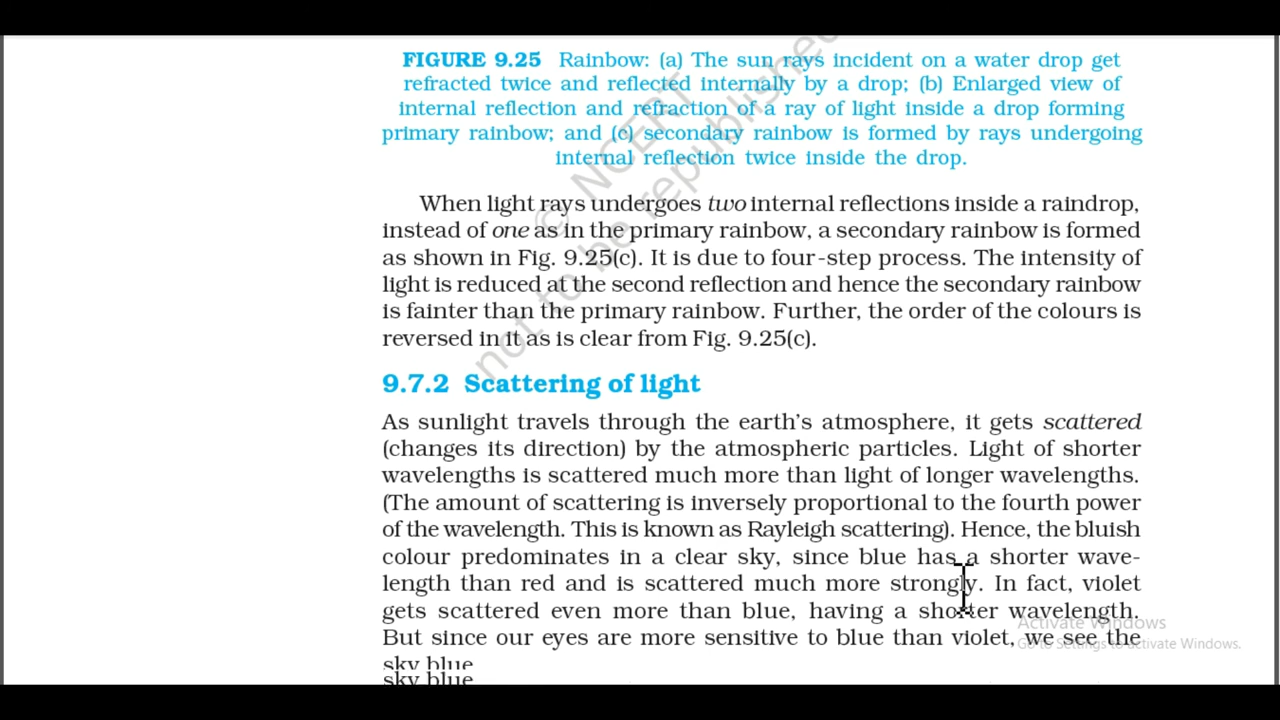 FIGURE 9.25 Rainbow: (a) The sun rays incident on a water drop get
refracted twice and reflected internally by a drop; (b) Enlarged view of
internal reflection and refraction of a ray of light inside a drop forming
primary rainbow; and (c) secondary rainbow is formed by rays undergoing
internal reflection twice inside the drop.
© NCERT
not to be republished
When light rays undergoes two internal reflections inside a raindrop,
instead of one as in the primary rainbow, a secondary rainbow is formed
as shown in Fig. 9.25(c). It is due to four-step process. The intensity of
light is reduced at the second reflection and hence the secondary rainbow
is fainter than the primary rainbow. Further, the order of the colours is
reversed in it as is clear from Fig. 9.25(c).
9.7.2 Scattering of light
As sunlight travels through the earth's atmosphere, it gets scattered
(changes its direction) by the atmospheric particles. Light of shorter
wavelengths is scattered much more than light of longer wavelengths.
(The amount of scattering is inversely proportional to the fourth power
of the wavelength. This is known as Rayleigh scattering). Hence, the bluish
colour predominates in a clear sky, since blue has a shorter wave-
length than red and is scattered much more strongly. In fact, violet
gets scattered even more than blue, having a shorter wavelength.
But since our eyes are more sensitive to blue than violet, we see the
sky blue
sky blue
Activate Windows
Go to Settings to activate Windows.